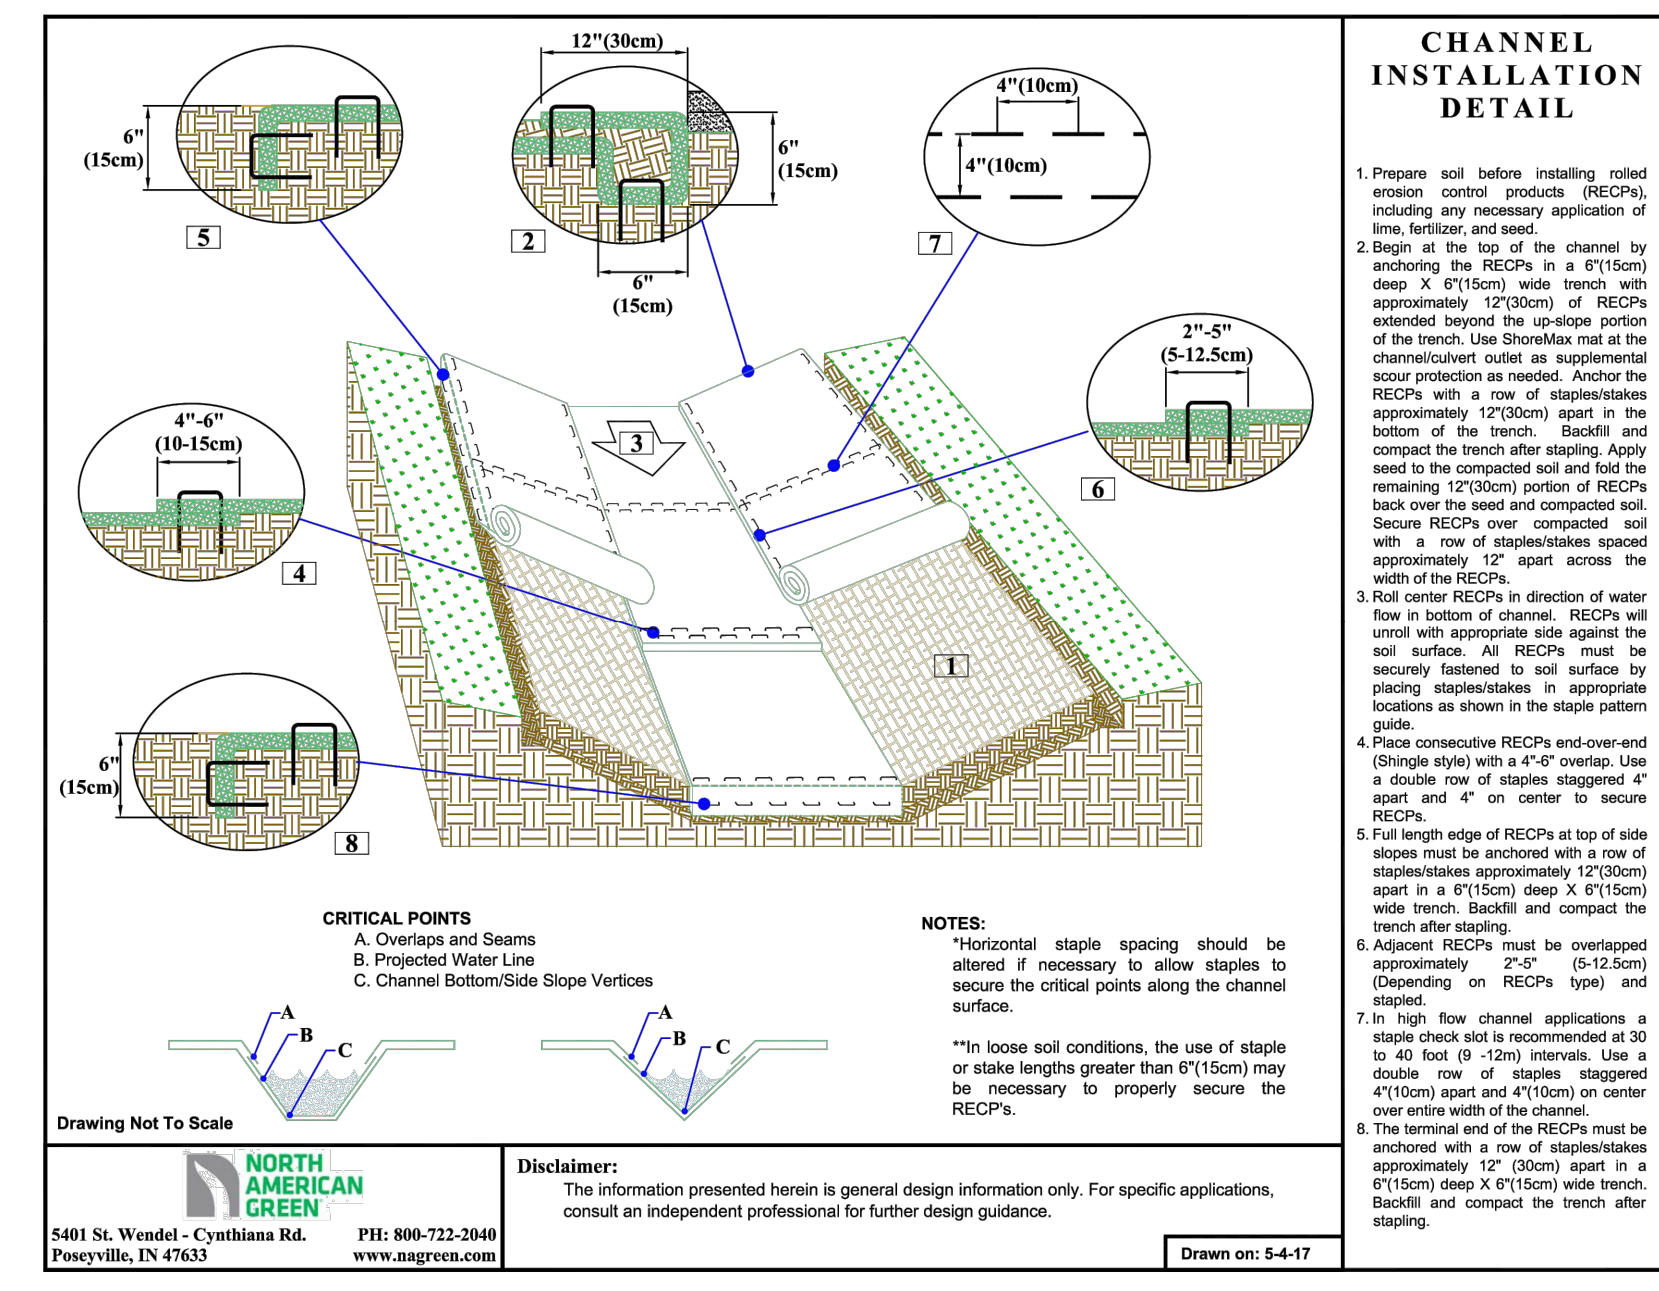 12"(30cm)
6"
(15cm)
5
6"
(15cm)
2
6"
(15cm)
4"(10cm)
4"(10cm)
7
2"-5"
(5-12.5cm)
6
4"-6"
(10-15cm)
4
3
1
6"
(15cm)
8
CRITICAL POINTS
A. Overlaps and Seams
B. Projected Water Line
C. Channel Bottom/Side Slope Vertices
A
B
C
A
B
C
Drawing Not To Scale
NOTES:
*Horizontal staple spacing should be
altered if necessary to allow staples to
secure the critical points along the channel
surface.
**In loose soil conditions, the use of staple
or stake lengths greater than 6"(15cm) may
be necessary to properly secure the
RECP's.
CHANNEL
INSTALLATION
DETAIL
1. Prepare soil before installing rolled
erosion control products (RECPs),
including any necessary application of
lime, fertilizer, and seed.
2. Begin at the top of the channel by
anchoring the RECPs in a 6"(15cm)
deep X 6"(15cm) wide trench with
approximately 12"(30cm) of RECPs
extended beyond the up-slope portion
of the trench. Use ShoreMax mat at the
channel/culvert outlet as supplemental
scour protection as needed. Anchor the
RECPs with a row of staples/stakes
approximately 12"(30cm) apart in the
bottom of the trench. Backfill and
compact the trench after stapling. Apply
seed to the compacted soil and fold the
remaining 12"(30cm) portion of RECPs
back over the seed and compacted soil.
Secure RECPs over compacted soil
with a row of staples/stakes spaced
approximately 12" apart across the
width of the RECPs.
3. Roll center RECPs in direction of water
flow in bottom of channel. RECPs will
unroll with appropriate side against the
soil surface. All RECPs must be
securely fastened to soil surface by
placing staples/stakes in appropriate
locations as shown in the staple pattern
guide.
4. Place consecutive RECPs end-over-end
(Shingle style) with a 4"-6" overlap. Use
a double row of staples staggered 4"
apart and 4" on center to secure
RECPs.
5. Full length edge of RECPs at top of side
slopes must be anchored with a row of
staples/stakes approximately 12"(30cm)
apart in a 6"(15cm) deep X 6"(15cm)
wide trench. Backfill and compact the
trench after stapling.
6. Adjacent RECPs must be overlapped
approximately 2"-5" (5-12.5cm)
(Depending on RECPs type) and
stapled.
7. In high flow channel applications a
staple check slot is recommended at 30
to 40 foot (9 -12m) intervals. Use a
double row of staples staggered
4"(10cm) apart and 4"(10cm) on center
over entire width of the channel.
8. The terminal end of the RECPs must be
anchored with a row of staples/stakes
approximately 12" (30cm) apart in a
6"(15cm) deep X 6"(15cm) wide trench.
Backfill and compact the trench after
stapling.
NORTH
AMERICAN
GREEN
5401 St. Wendel - Cynthiana Rd.
Poseyville, IN 47633
PH: 800-722-2040
www.nagreen.com
Disclaimer:
The information presented herein is general design information only. For specific applications,
consult an independent professional for further design guidance.
Drawn on: 5-4-17